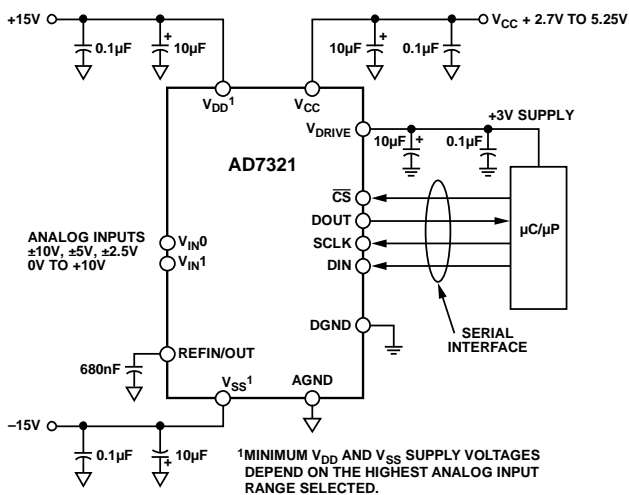 +15V
0.1µF
10µF
+
10µF
+
0.1µF
VCC + 2.7V TO 5.25V
VDD1
VCC
VDRIVE
+3V SUPPLY
10µF
+
0.1µF
AD7321
CS
DOUT
SCLK
DIN
µC/µP
ANALOG INPUTS
±10V, ±5V, ±2.5V
0V TO +10V
VIN0
VIN1
DGND
SERIAL
INTERFACE
REFIN/OUT
680nF
VSS1
AGND
–15V
0.1µF
10µF
+
1MINIMUM VDD AND VSS SUPPLY VOLTAGES
DEPEND ON THE HIGHEST ANALOG INPUT
RANGE SELECTED.